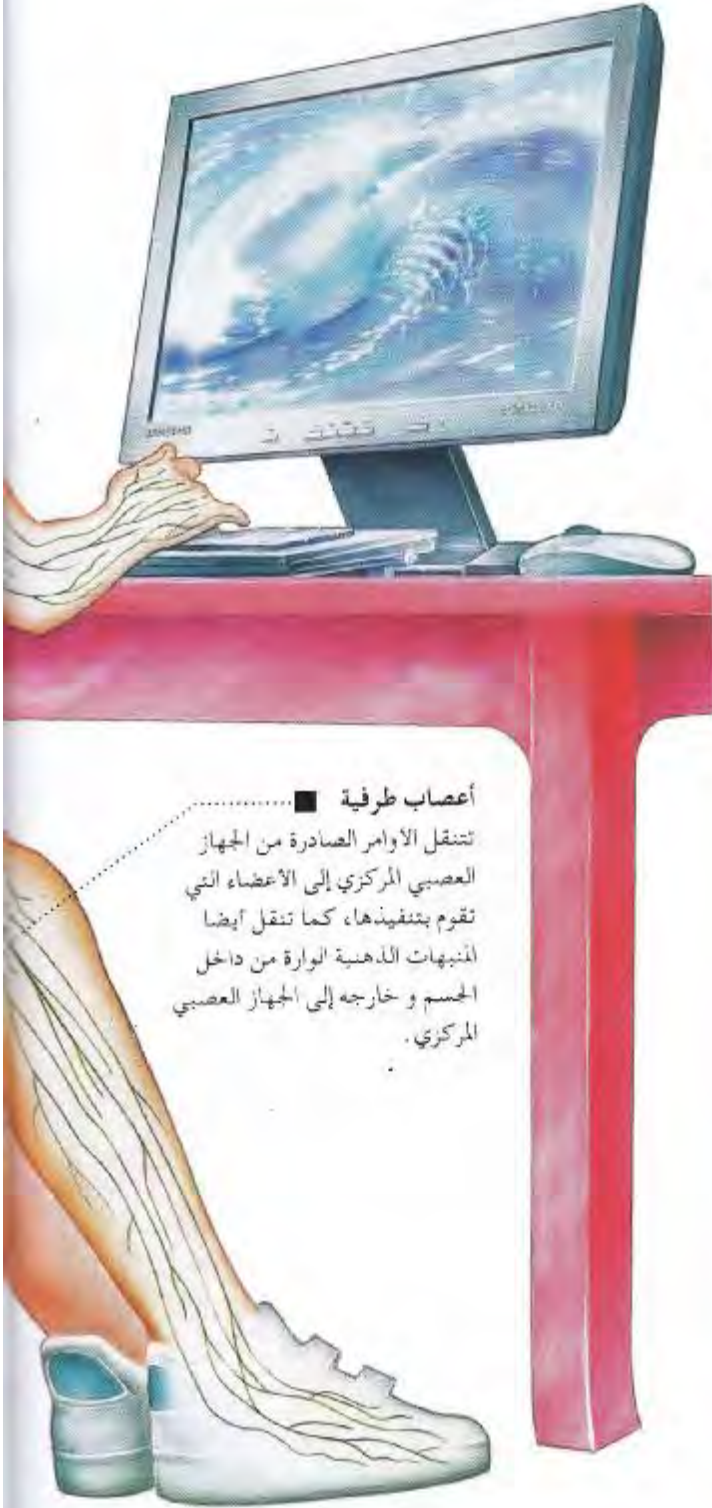 أعصاب طرفية
تتنقل الاوامر الصادرة من الجهاز
العصبي المركزي إلى الأعضاء التي
تقوم بتنفيذها، كما تنقل أيضا
المنبهات الذهنية الوارة من داخل
الجسم و خارجه إلى الجهاز العصبي
المركزي.